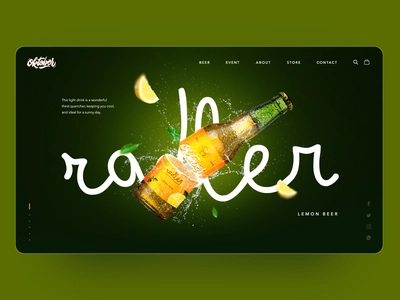 Oktober
BEER EVENT ABOUT STORE CONTACT
The light drink is a wonderful
thirst quencher, keeping you cool,
and ideal for a sunny day.
radler
LEMON BEER